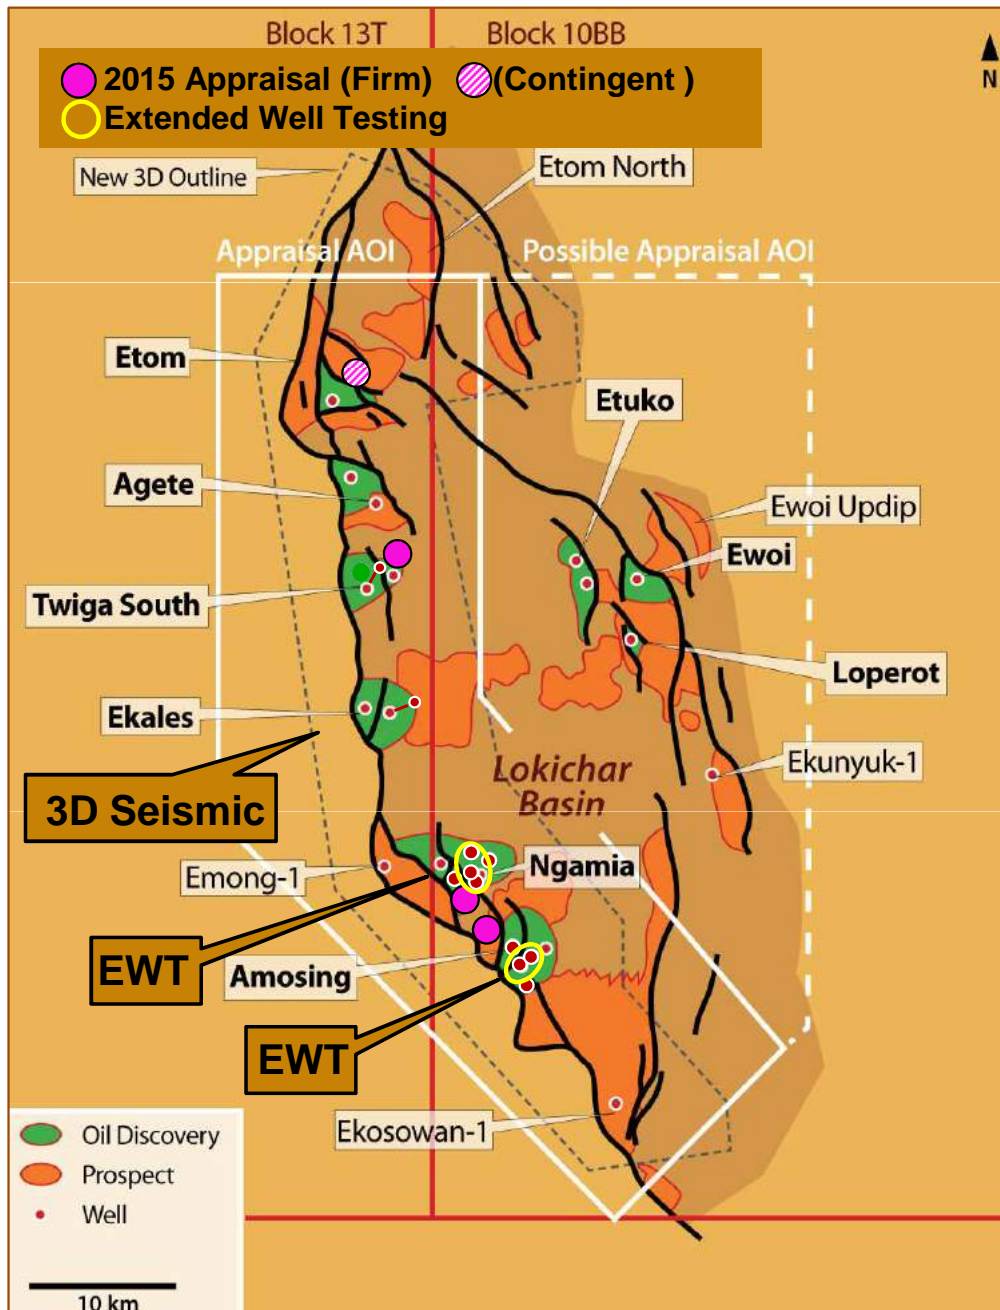 Block 13T
Block 10BB
N
2015 Appraisal (Firm)
(Contingent )
Extended Well Testing
New 3D Outline
Etom North
Appraisal AOI
Possible Appraisal AOI
Etom
Etuko
Agete
Ewoi Updip
Ewoi
Twiga South
Loperot
Ekales
Lokichar
Basin
Ekunyuk-1
3D Seismic
Emong-1
Ngamia
EWT
Amosing
EWT
Ekosowan-1
Oil Discovery
Prospect
Well
10 km